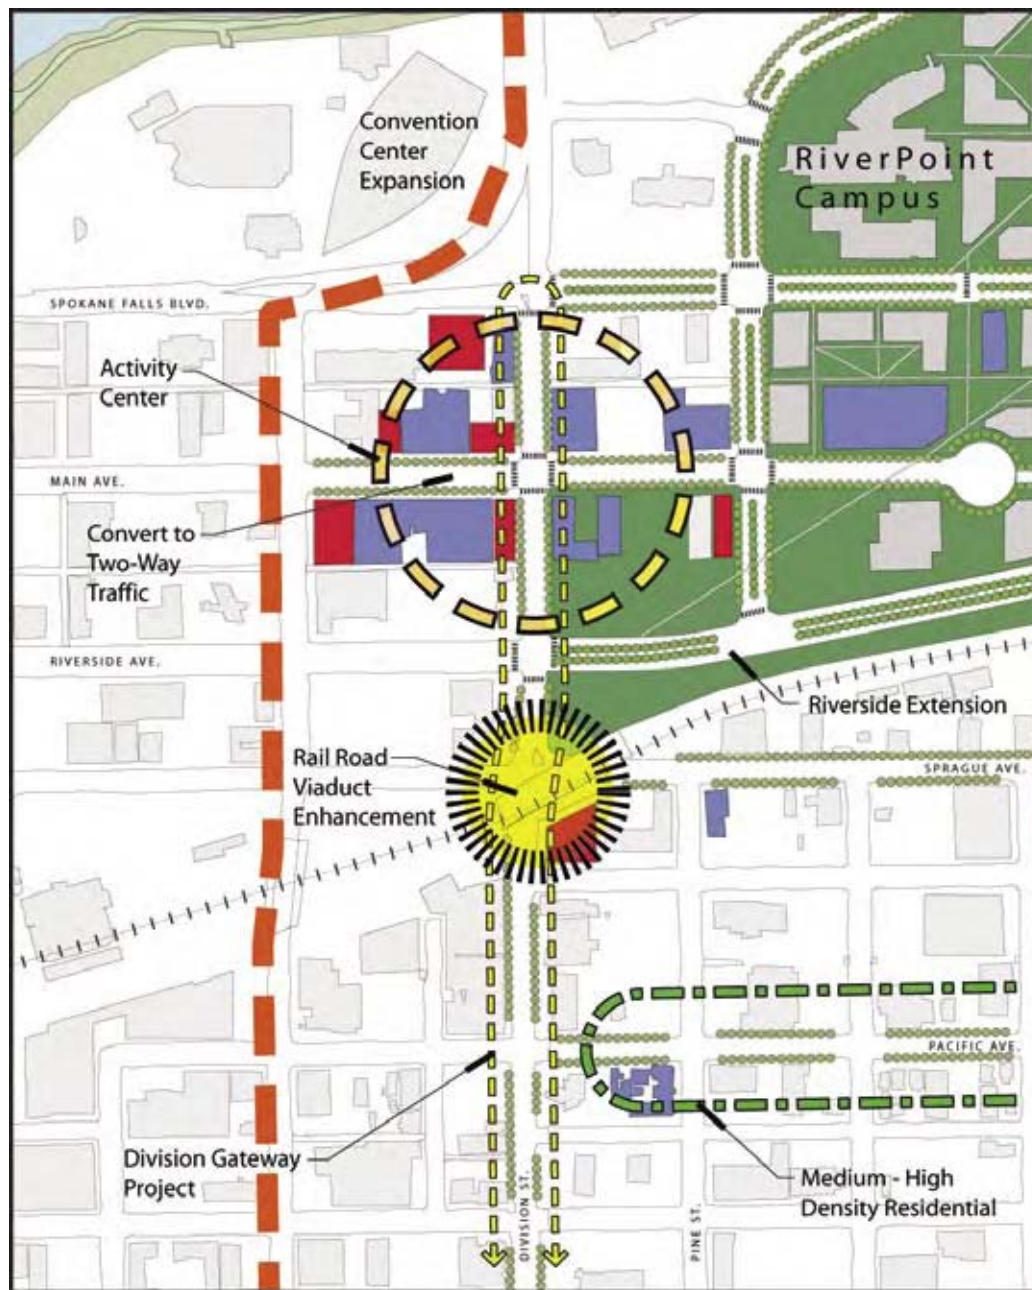 Convention
Center
Expansion
RiverPoint
Campus
SPOKANE FALLS BLVD.
Activity
Center
MAIN AVE.
Convert to
Two-Way
Traffic
RIVERSIDE AVE.
Riverside Extension
Rail Road
Viaduct
Enhancement
SPRAGUE AVE.
PACIFIC AVE.
Division Gateway
Project
Medium - High
Density Residential
DIVISION ST.
PINE ST.